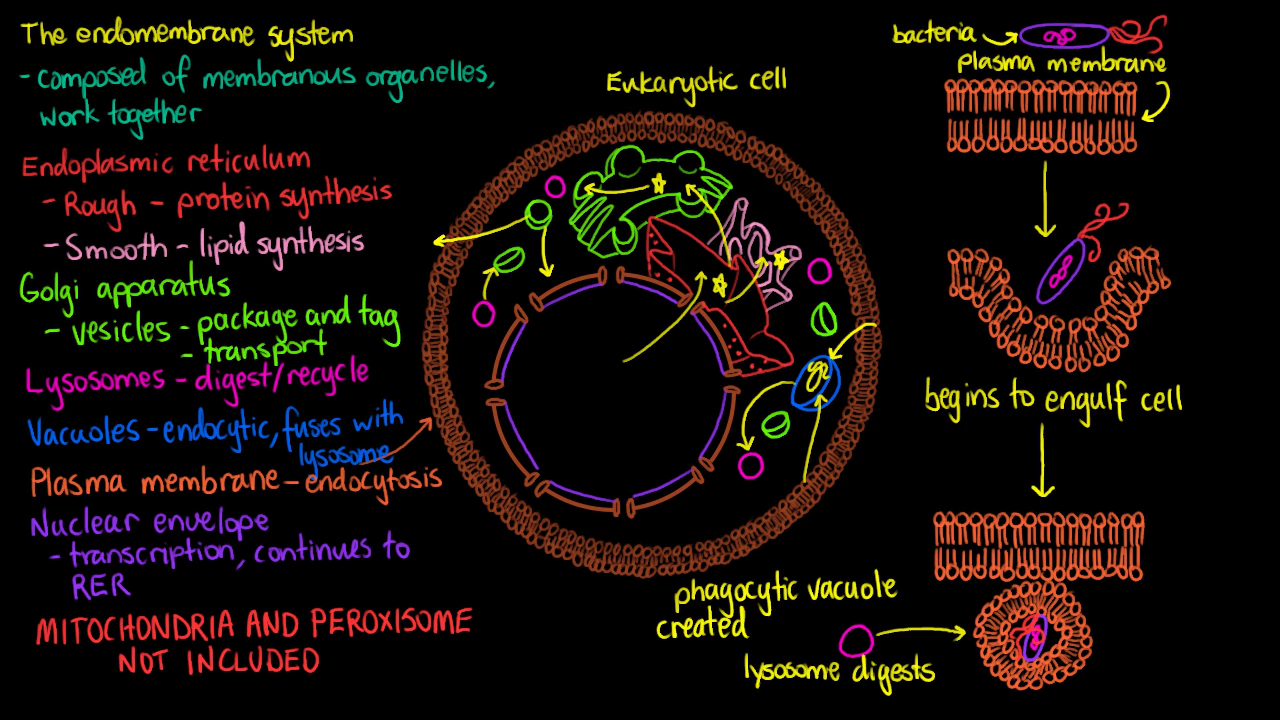 The endomembrane system
- composed of membranous organelles,
work together
Endoplasmic reticulum
- Rough - protein synthesis
- Smooth - lipid synthesis
Golgi apparatus
- vesicles - package and tag
- transport
Lysosomes - digest/recycle
Vacuoles - endocytic, fuses with
lysosome
Plasma membrane - endocytosis
Nuclear envelope
- transcription, continues to
RER
MITOCHONDRIA AND PEROXISOME
NOT INCLUDED
Eukaryotic cell
bacteria
plasma membrane
begins to engulf cell
phagocytic vacuole
created
lysosome digests